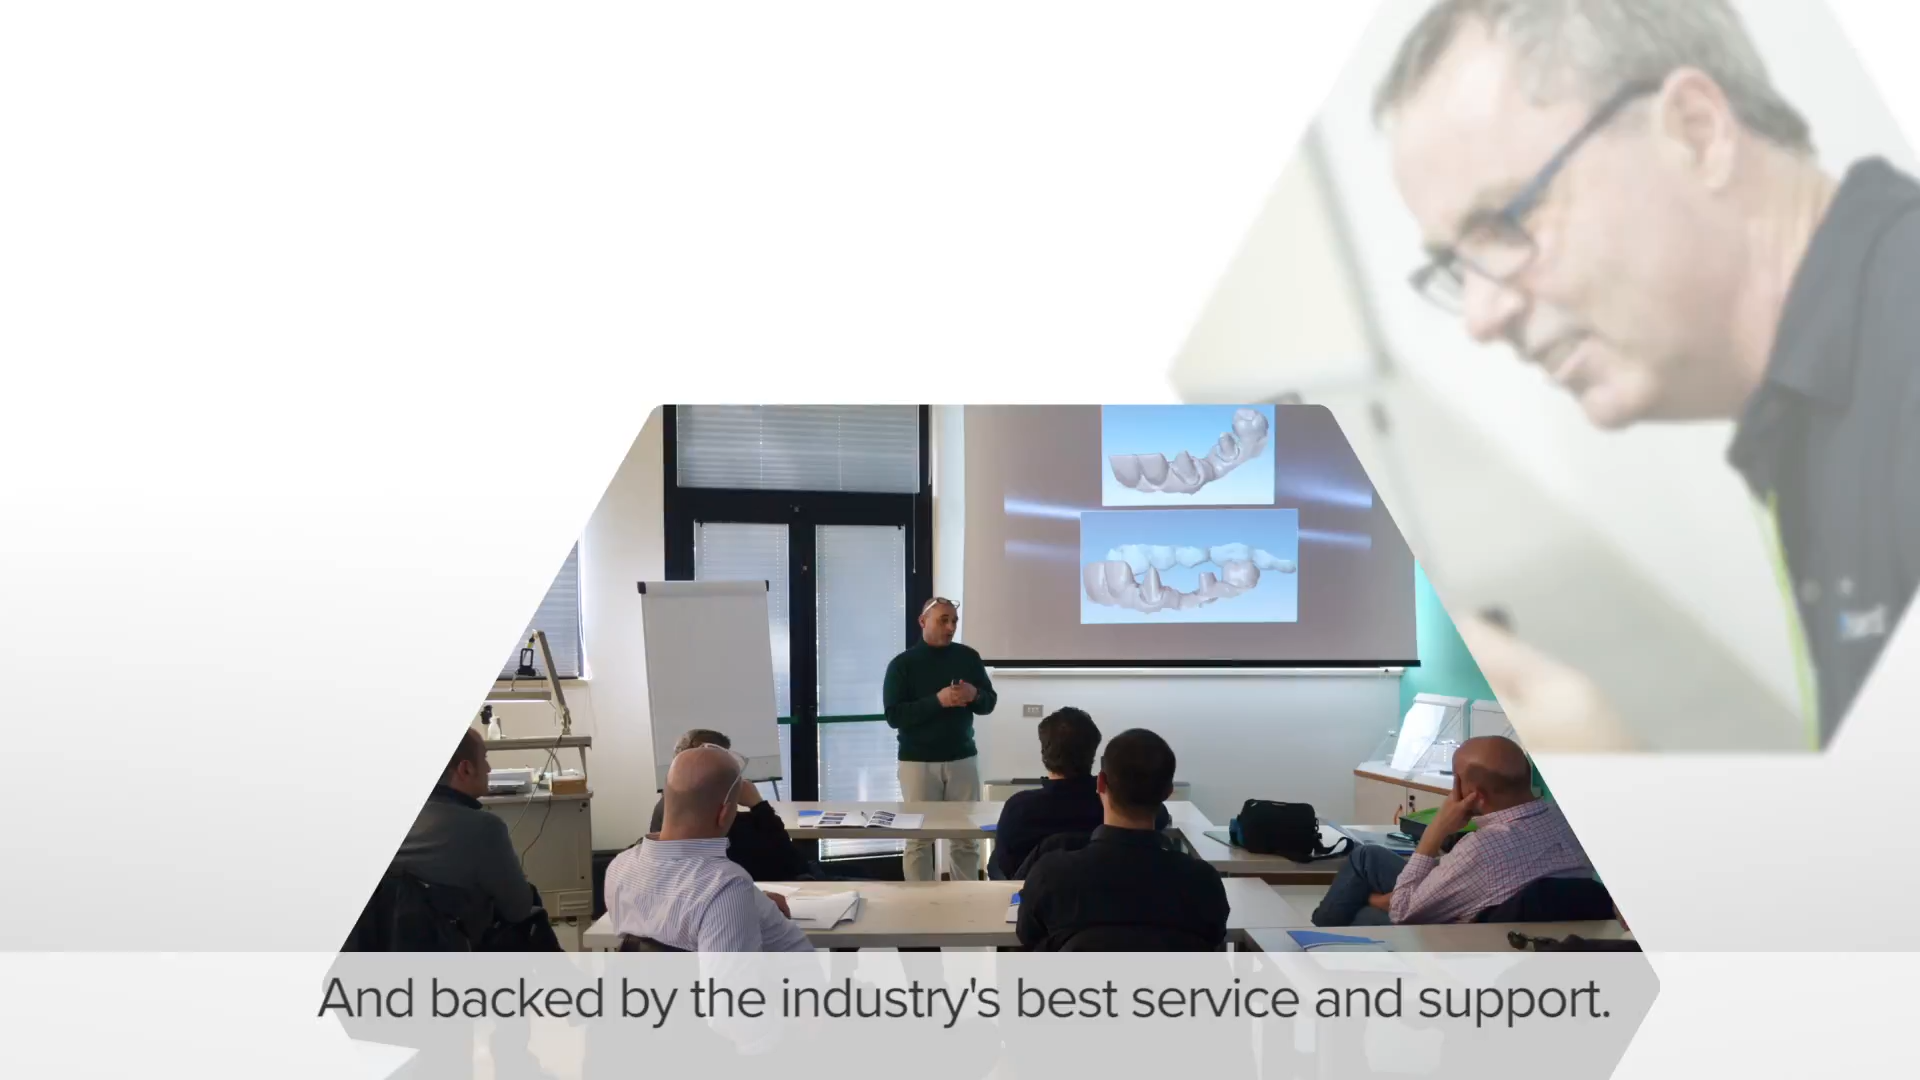 And backed by the industry's best service and support.